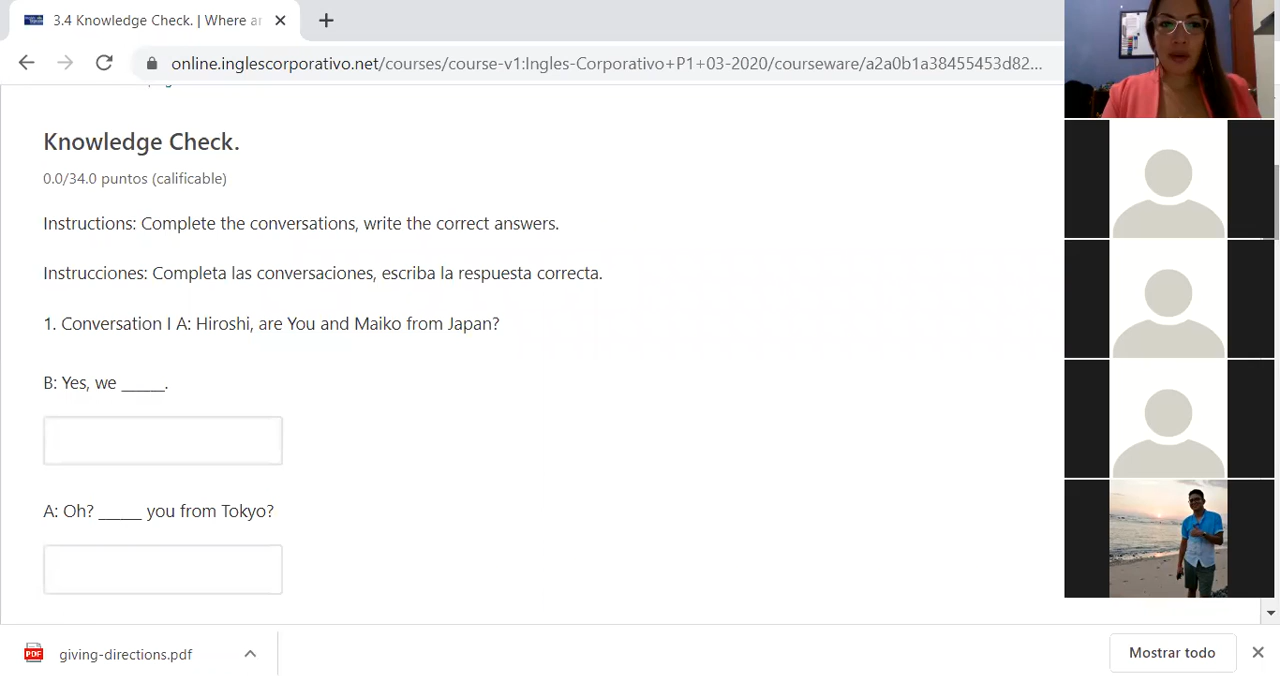 3.4 Knowledge Check. | Where ar
online.inglescorporativo.net/courses/course-v1:Ingles-Corporativo+P1+03-2020/courseware/a2a0b1a38455453d82...
Knowledge Check.
0.0/34.0 puntos (calificable)
Instructions: Complete the conversations, write the correct answers.
Instrucciones: Completa las conversaciones, escriba la respuesta correcta.
1. Conversation I A: Hiroshi, are You and Maiko from Japan?
B: Yes, we _____.
A: Oh? _____ you from Tokyo?
PDF giving-directions.pdf
Mostrar todo